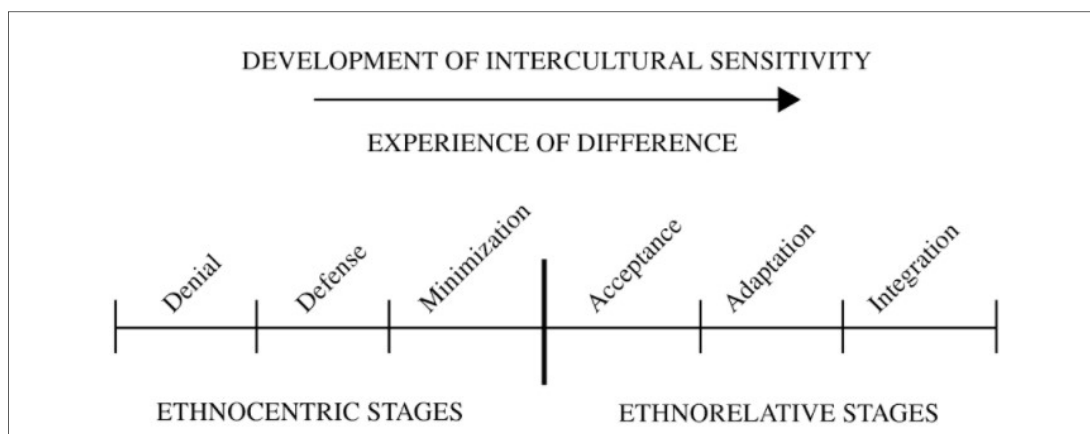 DEVELOPMENT OF INTERCULTURAL SENSITIVITY
EXPERIENCE OF DIFFERENCE
Denial
Defense
Minimization
Acceptance
Adaptation
Integration
ETHNOCENTRIC STAGES
ETHNORELATIVE STAGES